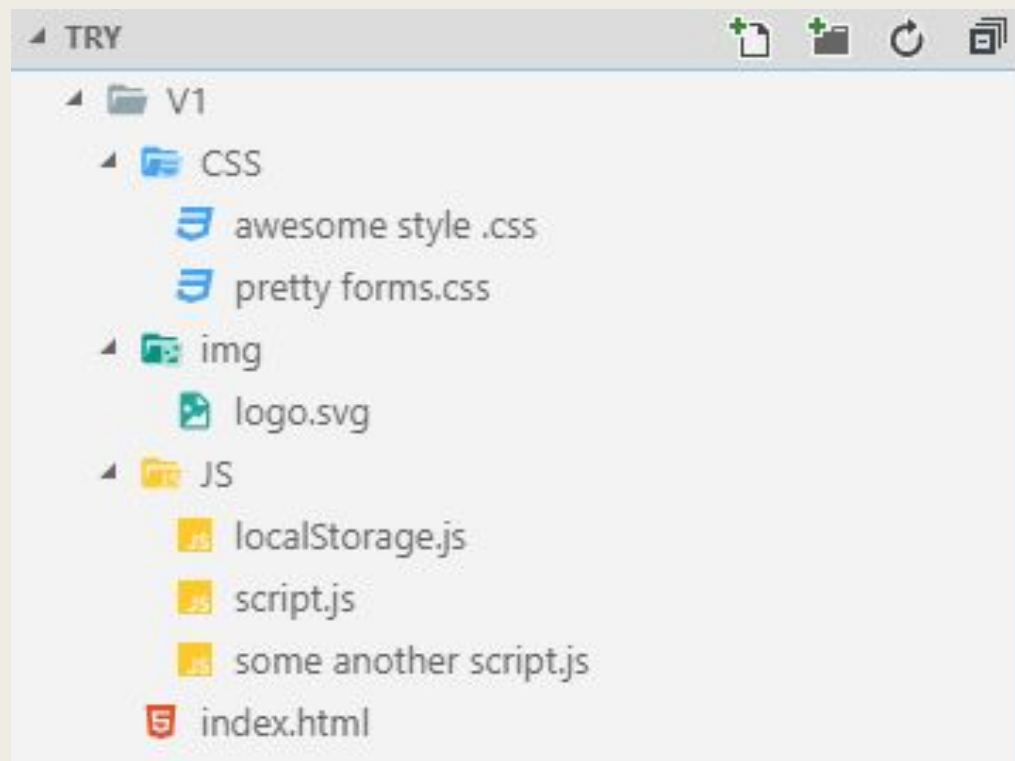 TRY
V1
CSS
awesome style .css
pretty forms.css
img
logo.svg
JS
localStorage.js
script.js
some another script.js
index.html